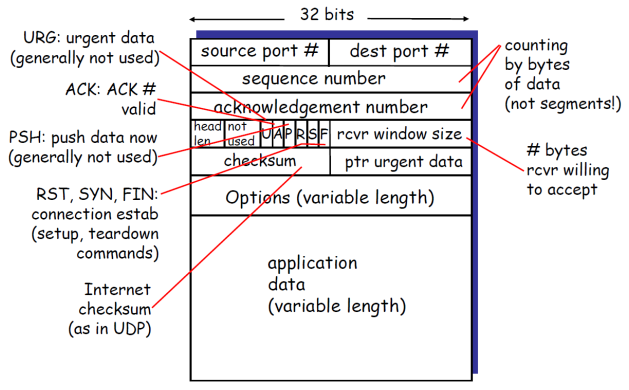 32 bits
URG: urgent data
(generally not used)
ACK: ACK #
valid
PSH: push data now
(generally not used)
RST, SYN, FIN:
connection estab
(setup, teardown
commands)
Internet
checksum
(as in UDP)
source port #
dest port #
sequence number
acknowledgement number
head
len
not
used
U A P R S F
rcvr window size
checksum
ptr urgent data
Options (variable length)
application
data
(variable length)
counting
by bytes
of data
(not segments!)
# bytes
rcvr willing
to accept